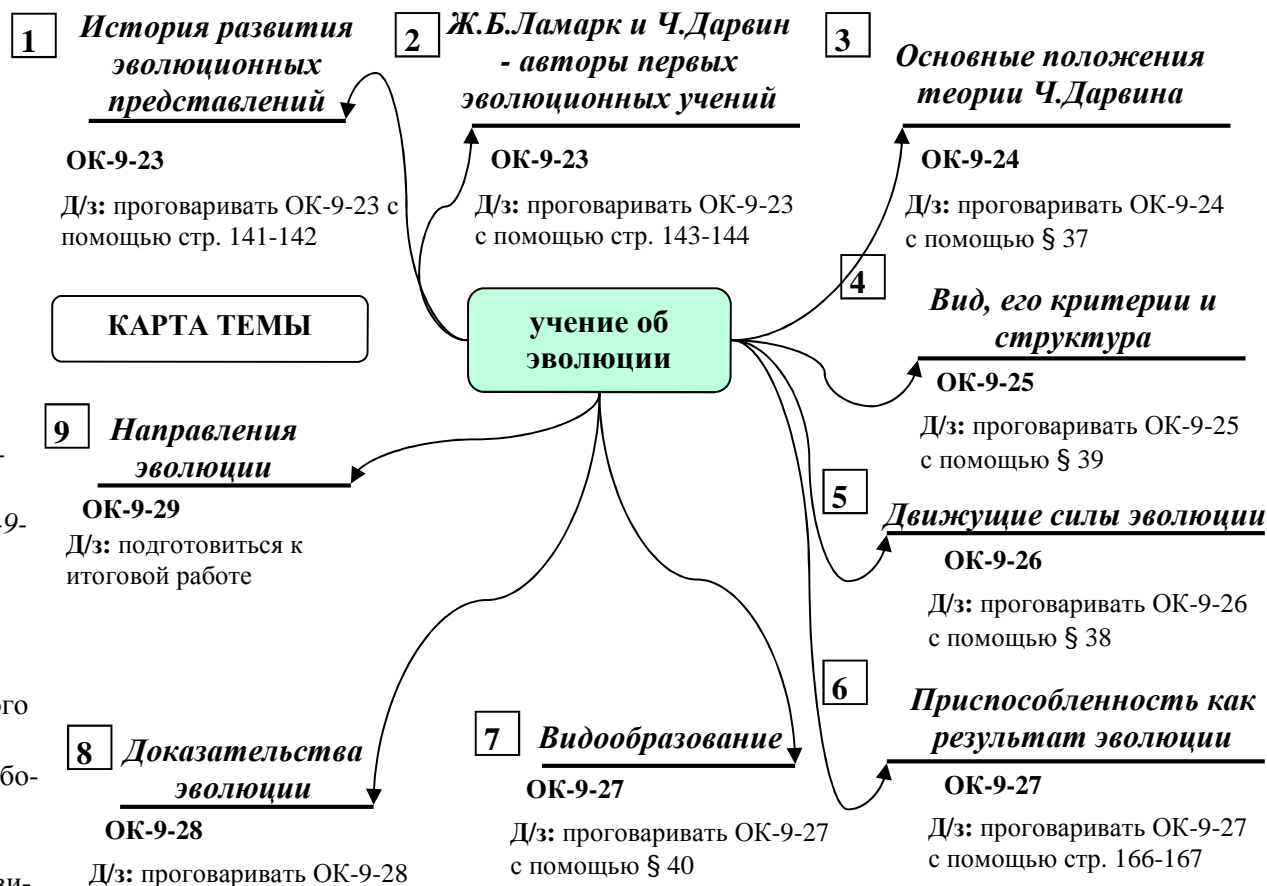 1
История развития
эволюционных
представлений
ОК-9-23
Д/з: проговаривать ОК-9-23 с
помощью стр. 141-142
2
Ж.Б.Ламарк и Ч.Дарвин
- авторы первых
эволюционных учений
ОК-9-23
Д/з: проговаривать ОК-9-23
с помощью стр. 143-144
3
Основные положения
теории Ч.Дарвина
ОК-9-24
Д/з: проговаривать ОК-9-24
с помощью § 37
КАРТА ТЕМЫ
учение об
эволюции
4
Вид, его критерии и
структура
ОК-9-25
Д/з: проговаривать ОК-9-25
с помощью § 39
9
Направления
эволюции
ОК-9-29
Д/з: подготовиться к
итоговой работе
-
-9-
5
Движущие силы эволюции
ОК-9-26
Д/з: проговаривать ОК-9-26
с помощью § 38
6
Приспособленность как
результат эволюции
ОК-9-27
Д/з: проговаривать ОК-9-27
с помощью стр. 166-167
7
Видообразование
ОК-9-27
Д/з: проговаривать ОК-9-27
с помощью § 40
8
Доказательства
эволюции
ОК-9-28
Д/з: проговаривать ОК-9-28
го
бо-